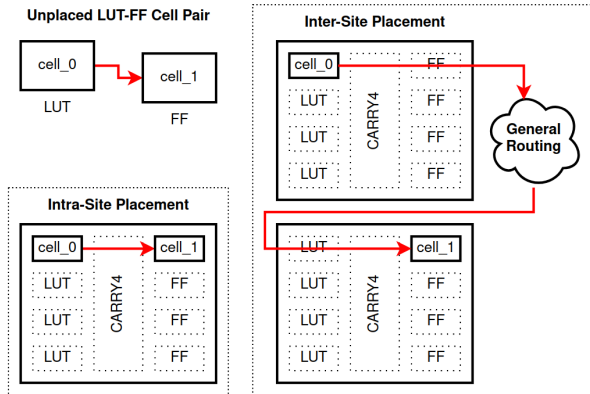 Unplaced LUT-FF Cell Pair
cell_0
cell_1
LUT
FF
Intra-Site Placement
cell_0
cell_1
LUT
FF
LUT
FF
LUT
FF
CARRY4
Inter-Site Placement
cell_0
FF
LUT
FF
LUT
FF
LUT
FF
CARRY4
General
Routing
LUT
cell_1
LUT
FF
LUT
FF
LUT
FF
CARRY4